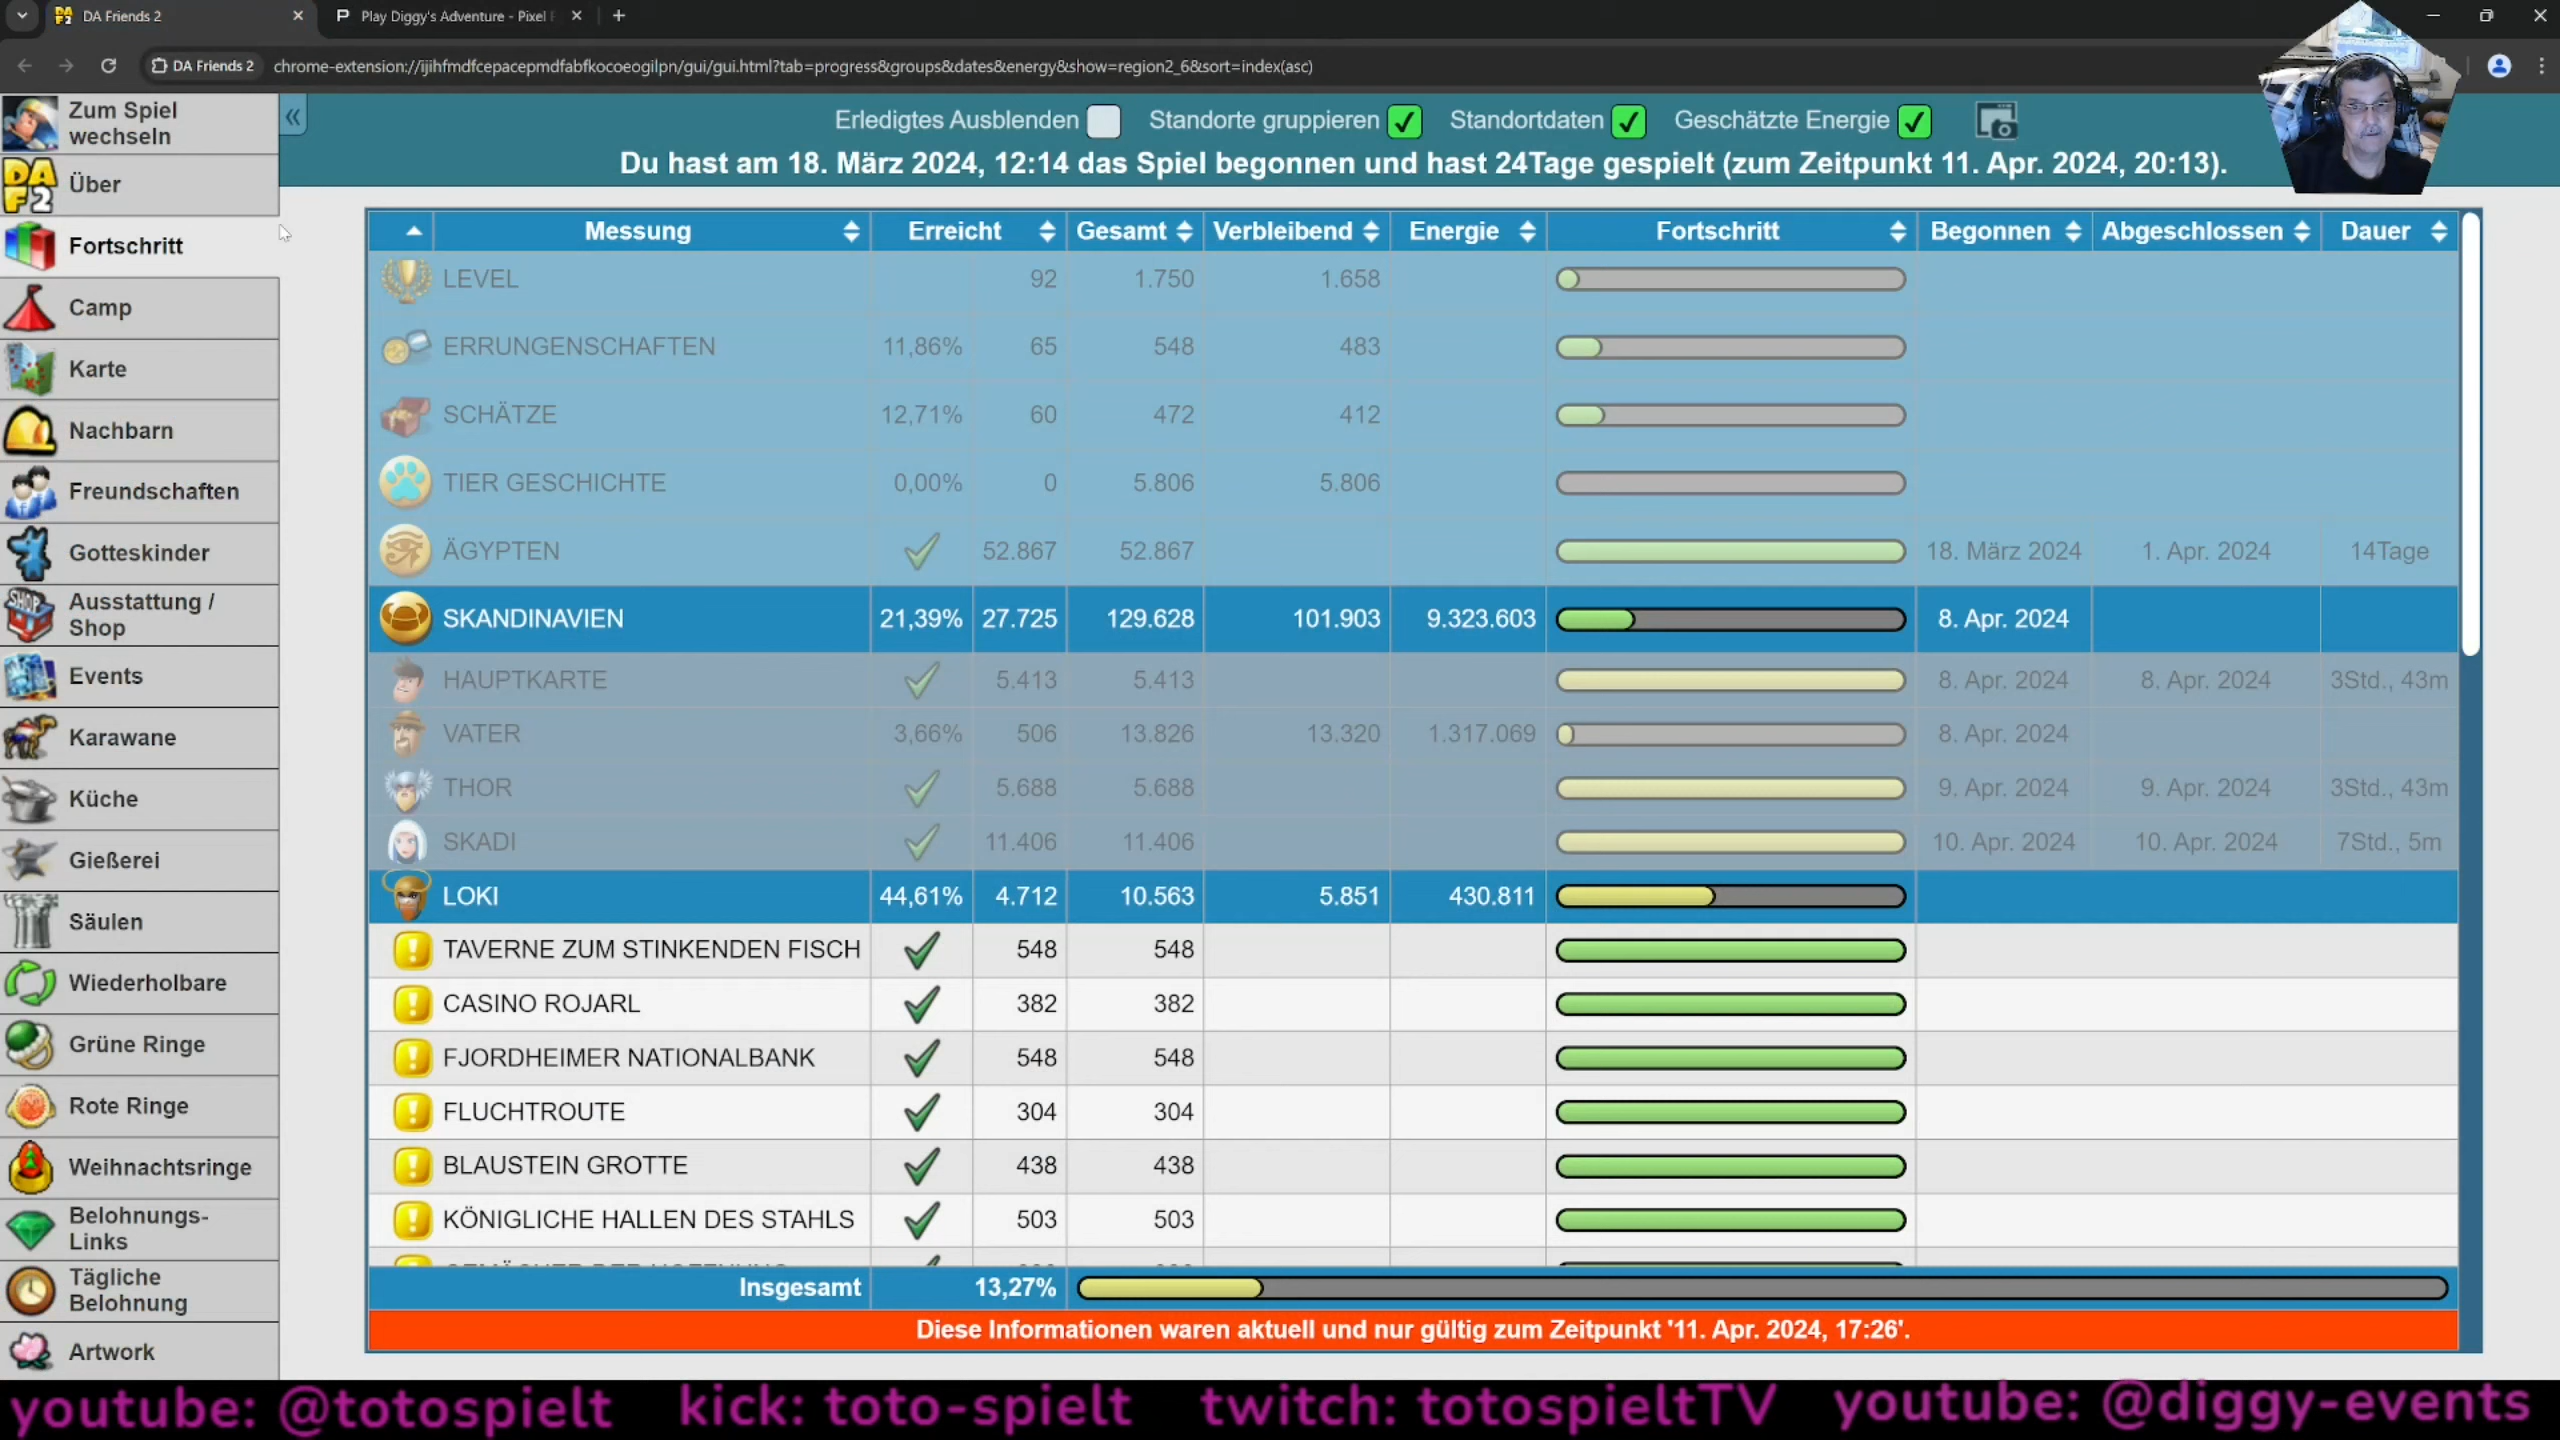 DA Friends 2
Play Diggy's Adventure - Pixel
DA Friends 2
chrome-extension://ijihfmdfcepacepmdfabfkocoeogilpn/gui/gui.html?tab=progress&groups&dates&energy&show=region2_6&sort=index(asc)
Zum Spiel
wechseln
Über
Fortschritt
Camp
Karte
Nachbarn
Freundschaften
Gotteskinder
SHOP
Ausstattung /
Shop
Events
Karawane
Küche
Gießerei
Säulen
Wiederholbare
Grüne Ringe
Rote Ringe
Weihnachtsringe
Belohnungs-
Links
Tägliche
Belohnung
Artwork
Erledigtes Ausblenden Standorte gruppieren Standortdaten Geschätzte Energie
Du hast am 18. März 2024, 12:14 das Spiel begonnen und hast 24Tage gespielt (zum Zeitpunkt 11. Apr. 2024, 20:13).
Messung Erreicht Gesamt Verbleibend Energie Fortschritt Begonnen Abgeschlossen Dauer
LEVEL 92 1.750 1.658
ERRUNGENSCHAFTEN 11,86% 65 548 483
SCHÄTZE 12,71% 60 472 412
TIER GESCHICHTE 0,00% 0 5.806 5.806
ÄGYPTEN 52.867 52.867 18. März 2024 1. Apr. 2024 14Tage
SKANDINAVIEN 21,39% 27.725 129.628 101.903 9.323.603 8. Apr. 2024
HAUPTKARTE 5.413 5.413 8. Apr. 2024 8. Apr. 2024 3Std., 43m
VATER 3,66% 506 13.826 13.320 1.317.069 8. Apr. 2024
THOR 5.688 5.688 9. Apr. 2024 9. Apr. 2024 3Std., 43m
SKADI 11.406 11.406 10. Apr. 2024 10. Apr. 2024 7Std., 5m
LOKI 44,61% 4.712 10.563 5.851 430.811
TAVERNE ZUM STINKENDEN FISCH 548 548
CASINO ROJARL 382 382
FJORDHEIMER NATIONALBANK 548 548
FLUCHTROUTE 304 304
BLAUSTEIN GROTTE 438 438
KÖNIGLICHE HALLEN DES STAHLS 503 503
Insgesamt 13,27%
Diese Informationen waren aktuell und nur gültig zum Zeitpunkt '11. Apr. 2024, 17:26'.
youtube: @totospielt kick: toto-spielt twitch: totospieltTV youtube: @diggy-events